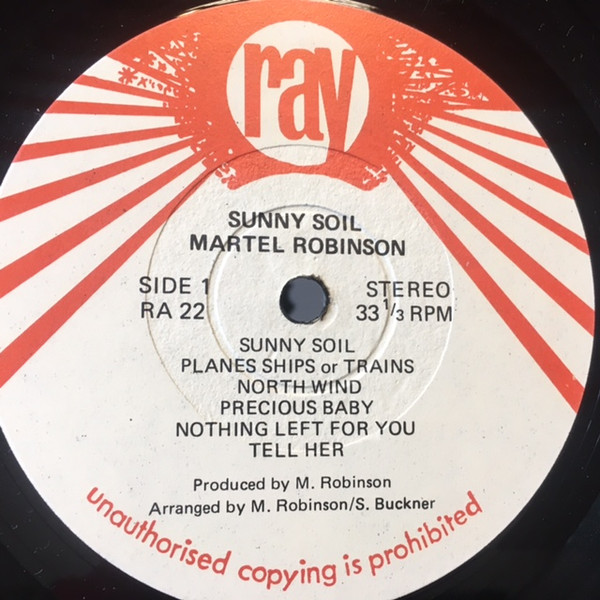 ray
SUNNY SOIL
MARTEL ROBINSON
SIDE 1 STEREO
RA 22 33 1/3 RPM
SUNNY SOIL
PLANES SHIPS or TRAINS
NORTH WIND
PRECIOUS BABY
NOTHING LEFT FOR YOU
TELL HER
Produced by M. Robinson
Arranged by M. Robinson/S. Buckner
unauthorised copying is prohibited